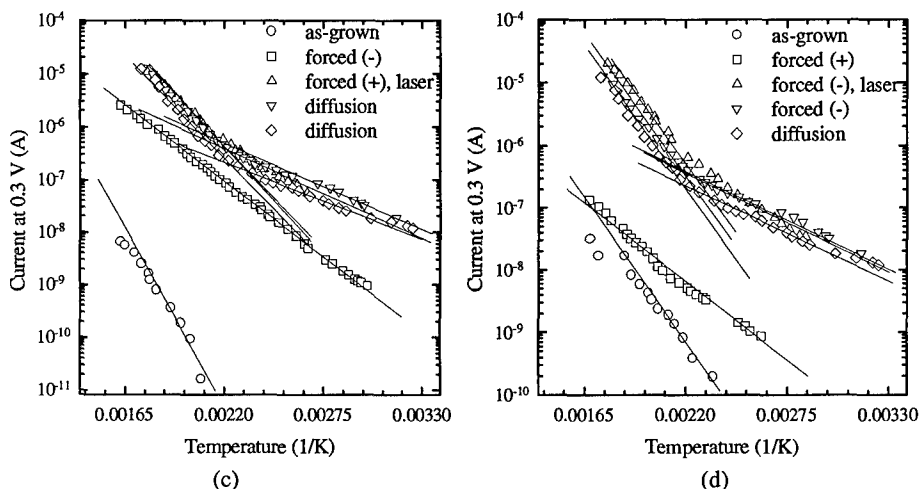 10⁻⁴
10⁻⁵
10⁻⁶
10⁻⁷
10⁻⁸
10⁻⁹
10⁻¹⁰
10⁻¹¹
Current at 0.3 V (A)
as-grown
forced (-)
forced (+), laser
diffusion
diffusion
0.00165 0.00220 0.00275 0.00330
Temperature (1/K)
(c)
10⁻⁴
10⁻⁵
10⁻⁶
10⁻⁷
10⁻⁸
10⁻⁹
10⁻¹⁰
Current at 0.3 V (A)
as-grown
forced (+)
forced (-), laser
forced (-)
diffusion
0.00165 0.00220 0.00275 0.00330
Temperature (1/K)
(d)